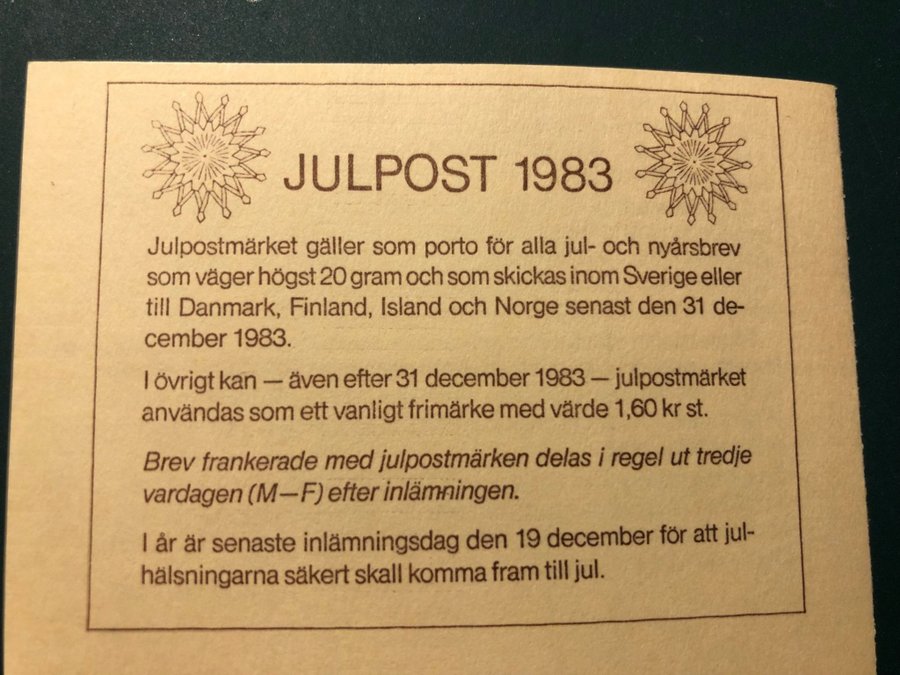 JULPOST 1983
Julpostmärket gäller som porto för alla jul- och nyårsbrev
som väger högst 20 gram och som skickas inom Sverige eller
till Danmark, Finland, Island och Norge senast den 31 de-
cember 1983.
I övrigt kan — även efter 31 december 1983 — julpostmärket
användas som ett vanligt frimärke med värde 1,60 kr st.
Brev frankerade med julpostmärken delas i regel ut tredje
vardagen (M—F) efter inlämningen.
I år är senaste inlämningsdag den 19 december för att jul-
hälsningarna säkert skall komma fram till jul.